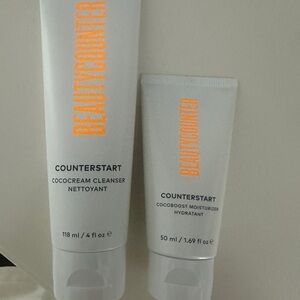 BEAUTYCOUNTER
COUNTERSTART
COCOCREAM CLEANSER
NETTOYANT
118 ml / 4 fl oz ℮
BEAUTYCOUNTER
COUNTERSTART
COCOBOOST MOISTURIZER
HYDRATANT
50 ml / 1.69 fl oz ℮